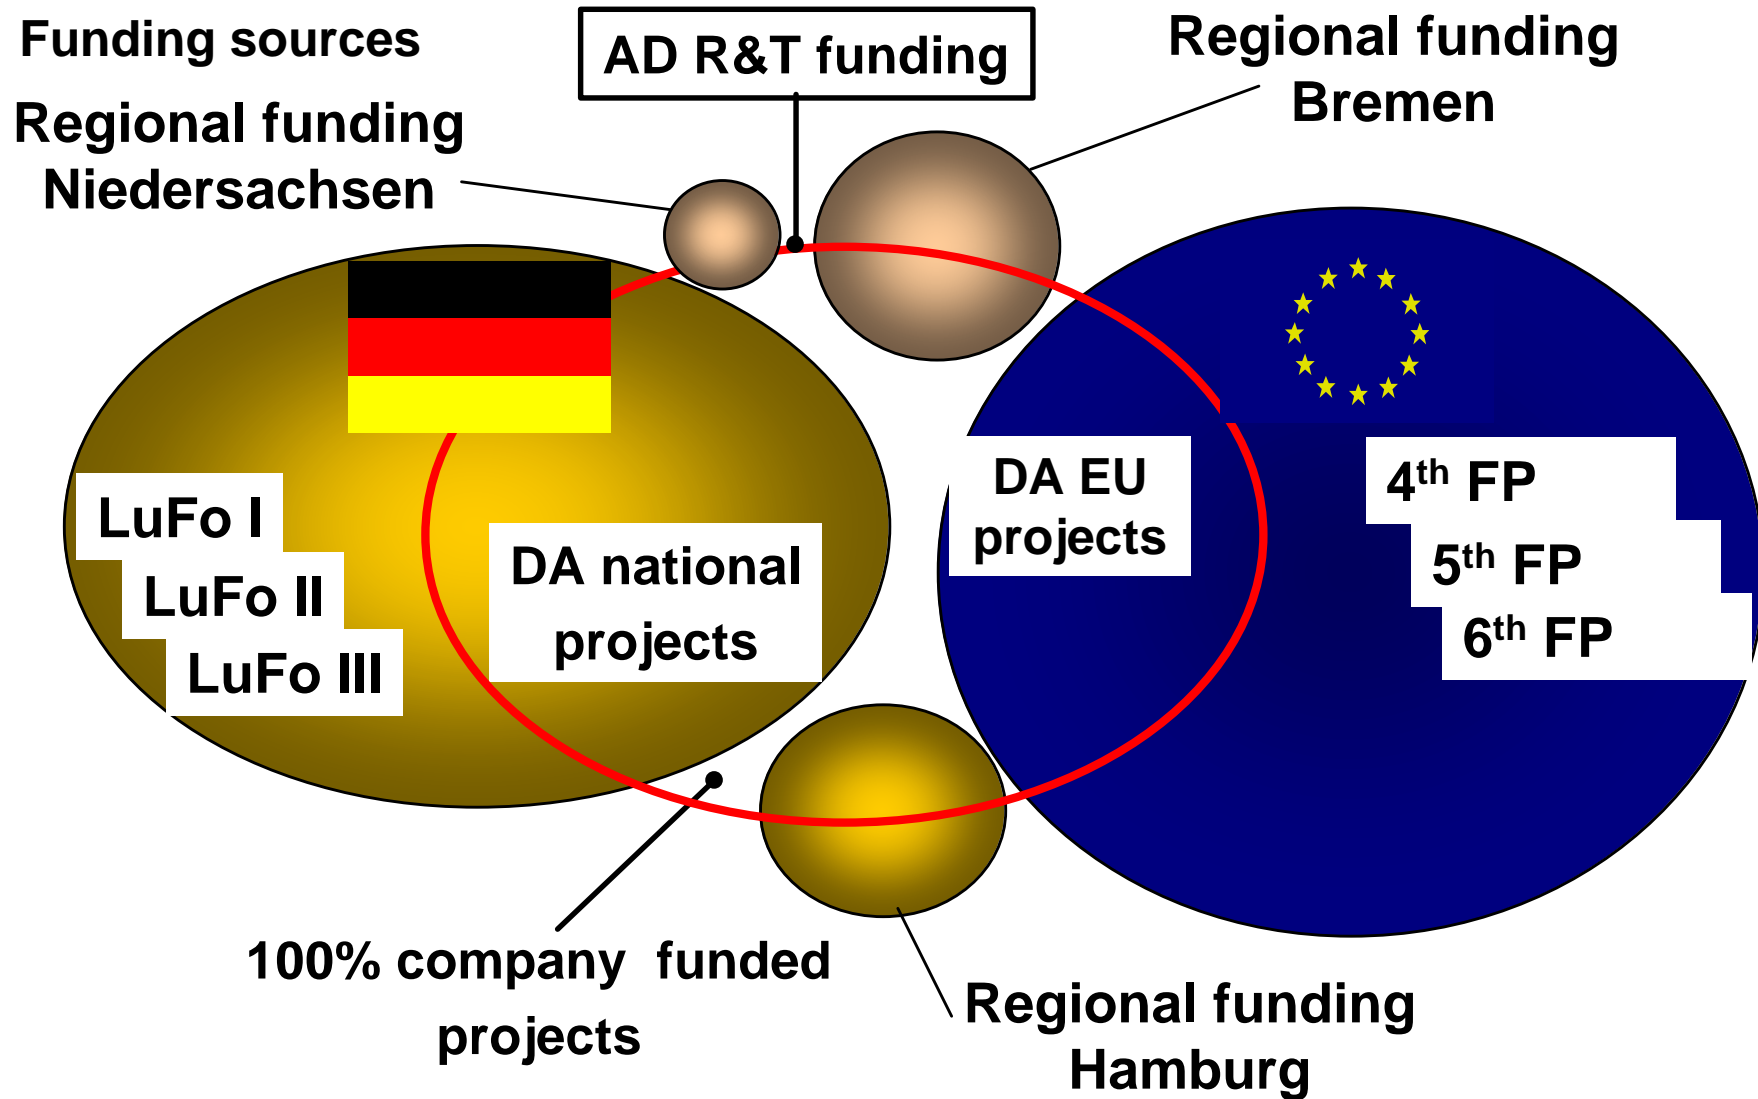 Funding sources
AD R&T funding
Regional funding
Bremen
Regional funding
Niedersachsen
DA EU
projects
4th FP
5th FP
6th FP
LuFo I
LuFo II
LuFo III
DA national
projects
100% company  funded
projects
Regional funding
Hamburg